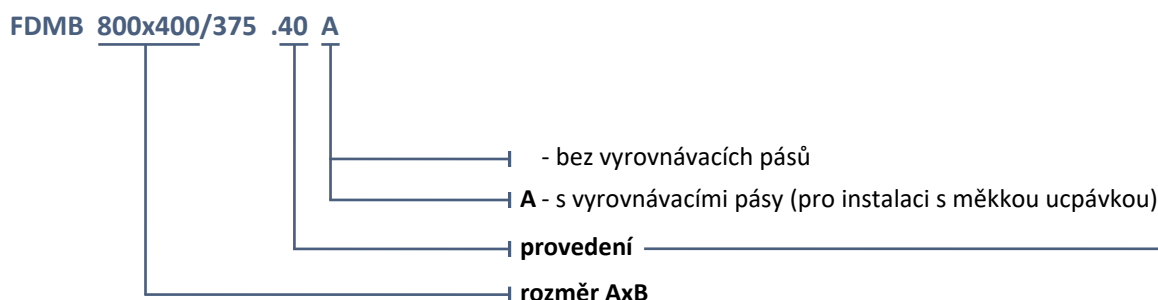 FDMB 800x400/375 .40 A
- bez vyrovnávacích pásů
A - s vyrovnávacími pásy (pro instalaci s měkkou ucpávkou)
provedení
rozměr AxB